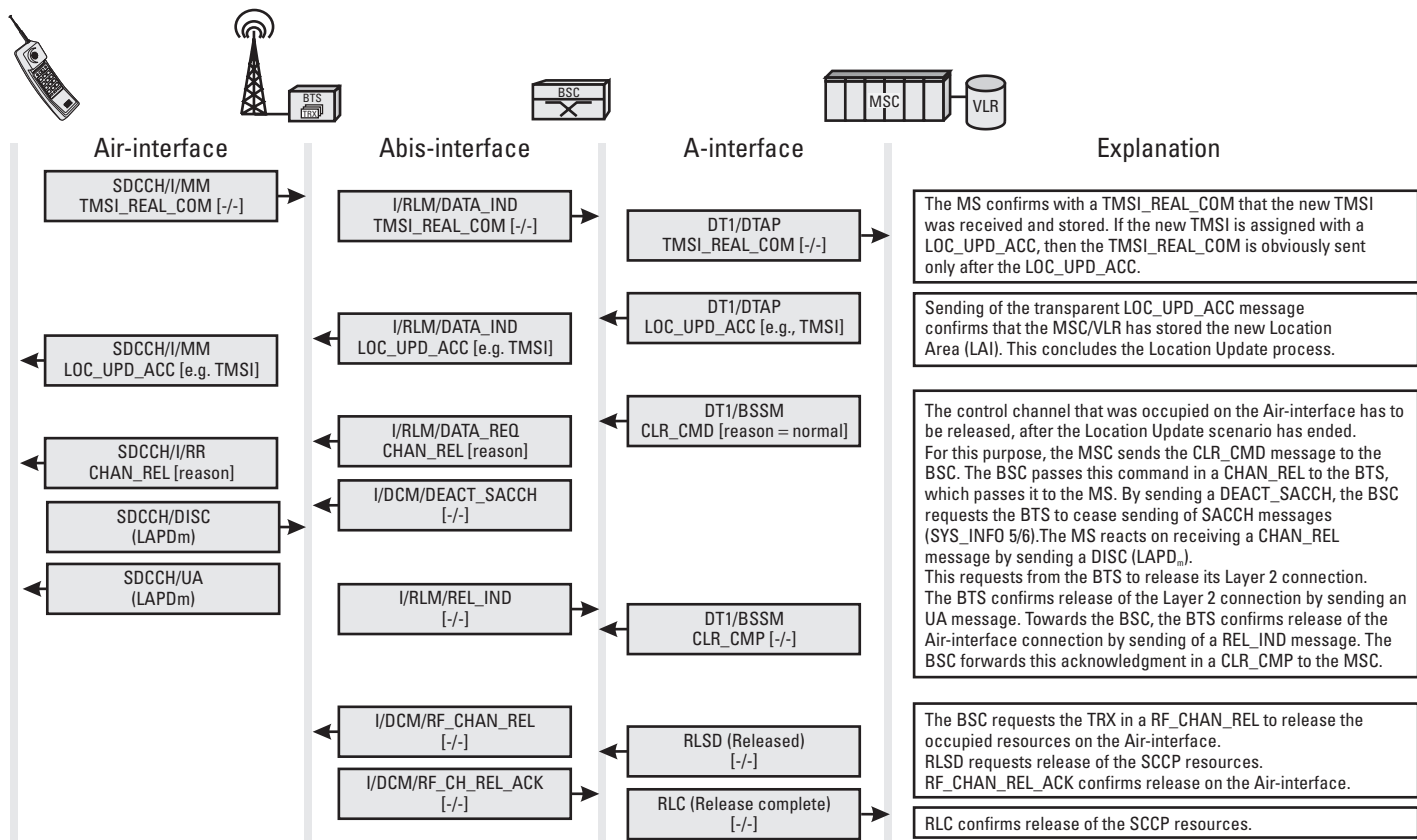 BTS
TRX
BSC
MSC
VLR
Air-interface
Abis-interface
A-interface
Explanation
SDCCH/I/MM
TMSI_REAL_COM [-/-]
I/RLM/DATA_IND
TMSI_REAL_COM [-/-]
DT1/DTAP
TMSI_REAL_COM [-/-]
The MS confirms with a TMSI_REAL_COM that the new TMSI
was received and stored. If the new TMSI is assigned with a
LOC_UPD_ACC, then the TMSI_REAL_COM is obviously sent
only after the LOC_UPD_ACC.
DT1/DTAP
LOC_UPD_ACC [e.g., TMSI]
I/RLM/DATA_IND
LOC_UPD_ACC [e.g. TMSI]
SDCCH/I/MM
LOC_UPD_ACC [e.g. TMSI]
Sending of the transparent LOC_UPD_ACC message
confirms that the MSC/VLR has stored the new Location
Area (LAI). This concludes the Location Update process.
DT1/BSSM
CLR_CMD [reason = normal]
I/RLM/DATA_REQ
CHAN_REL [reason]
SDCCH/I/RR
CHAN_REL [reason]
I/DCM/DEACT_SACCH
[-/-]
SDCCH/DISC
(LAPDm)
SDCCH/UA
(LAPDm)
I/RLM/REL_IND
[-/-]
DT1/BSSM
CLR_CMP [-/-]
The control channel that was occupied on the Air-interface has to
be released, after the Location Update scenario has ended.
For this purpose, the MSC sends the CLR_CMD message to the
BSC. The BSC passes this command in a CHAN_REL to the BTS,
which passes it to the MS. By sending a DEACT_SACCH, the BSC
requests the BTS to cease sending of SACCH messages
(SYS_INFO 5/6).The MS reacts on receiving a CHAN_REL
message by sending a DISC (LAPDm).
This requests from the BTS to release its Layer 2 connection.
The BTS confirms release of the Layer 2 connection by sending an
UA message. Towards the BSC, the BTS confirms release of the
Air-interface connection by sending of a REL_IND message. The
BSC forwards this acknowledgment in a CLR_CMP to the MSC.
I/DCM/RF_CHAN_REL
[-/-]
RLSD (Released)
[-/-]
I/DCM/RF_CH_REL_ACK
[-/-]
RLC (Release complete)
[-/-]
The BSC requests the TRX in a RF_CHAN_REL to release the
occupied resources on the Air-interface.
RLSD requests release of the SCCP resources.
RF_CHAN_REL_ACK confirms release on the Air-interface.
RLC confirms release of the SCCP resources.